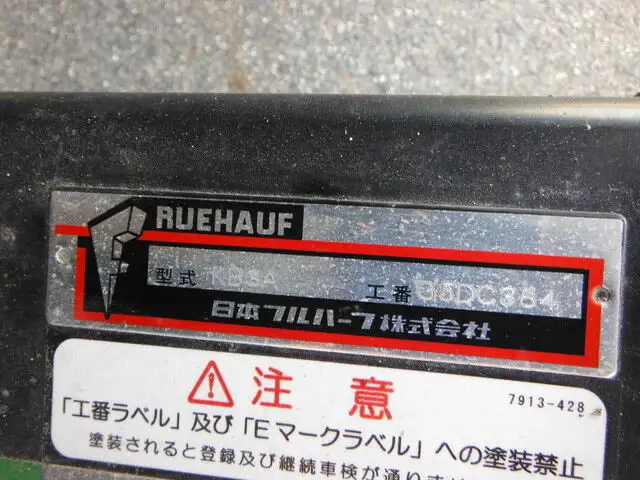 FRUEHAUF
型式 KBSA
工番 85DC384
日本フルハーフ株式会社
注意
7913-428
「工番ラベル」及び「Eマークラベル」への塗装禁止
塗装されると登録及び継続車検が通りませ